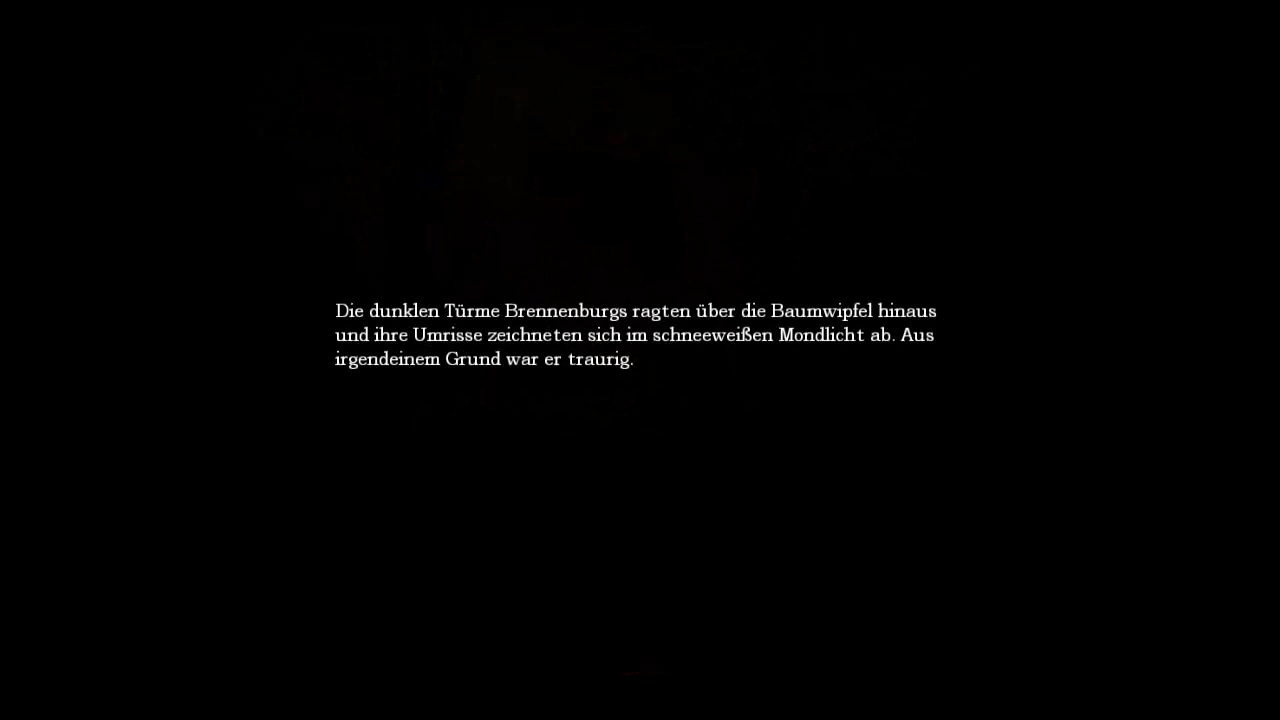 Die dunklen Türme Brennenburgs ragten über die Baumwipfel hinaus
und ihre Umrisse zeichneten sich im schneeweißen Mondlicht ab. Aus
irgendeinem Grund war er traurig.